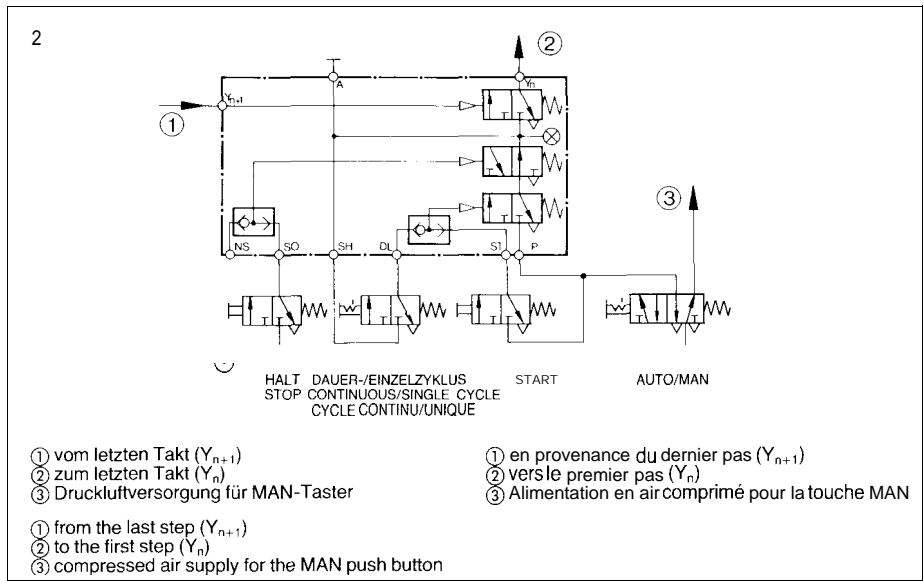 2
②
A
Yn
Yn+1
①
③
NS
SO
SH
DL
ST
P
HALT DAUER-/EINZELZYKLUS START AUTO/MAN
STOP CONTINUOUS/SINGLE CYCLE
CYCLE CONTINU/UNIQUE
① vom letzten Takt (Yn+1)
② zum letzten Takt (Yn)
③ Druckluftversorgung für MAN-Taster
① en provenance du dernier pas (Yn+1)
② vers le premier pas (Yn)
③ Alimentation en air comprimé pour la touche MAN
① from the last step (Yn+1)
② to the first step (Yn)
③ compressed air supply for the MAN push button